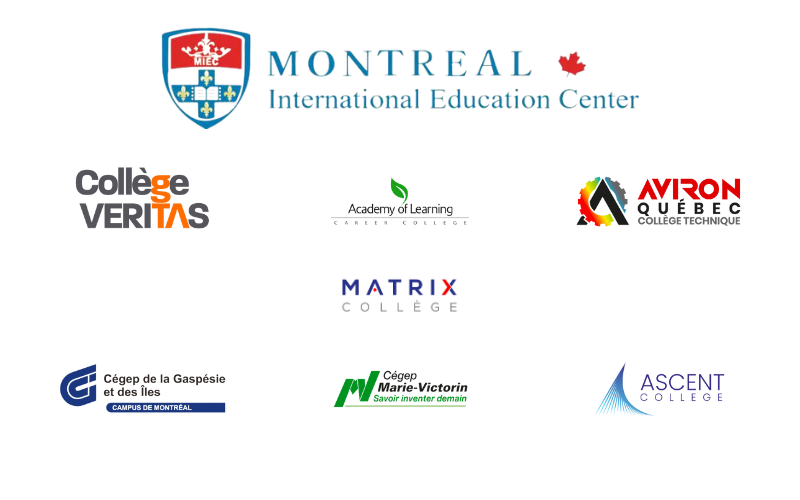 MIEC
MONTREAL
International Education Center
Collège
VERITAS
Academy of Learning
CAREER COLLEGE
AVIRON
QUÉBEC
COLLÈGE TECHNIQUE
MATRIX
COLLÈGE
Cégep de la Gaspésie
et des Îles
CAMPUS DE MONTRÉAL
Cégep
Marie-Victorin
Savoir inventer demain
ASCENT
COLLEGE